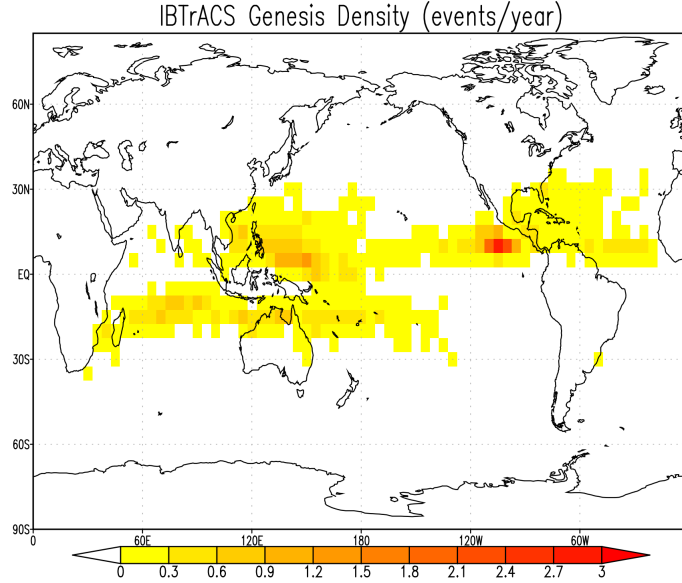 IBTrACS Genesis Density (events/year)
60N
30N
EQ
30S
60S
90S
0 60E 120E 180 120W 60W
0 0.3 0.6 0.9 1.2 1.5 1.8 2.1 2.4 2.7 3